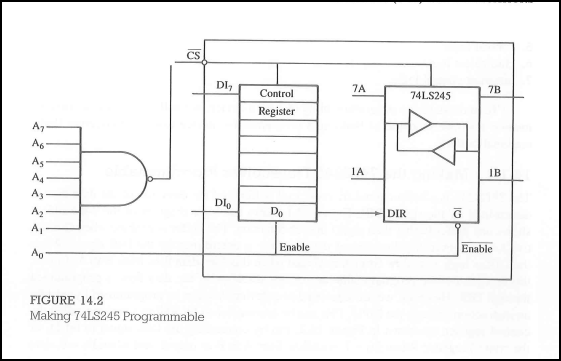 CS
DI7
Control
Register
7A
74LS245
7B
A7
A6
A5
A4
A3
A2
A1
A0
1A
1B
DI0
D0
DIR
G
Enable
Enable
FIGURE 14.2
Making 74LS245 Programmable